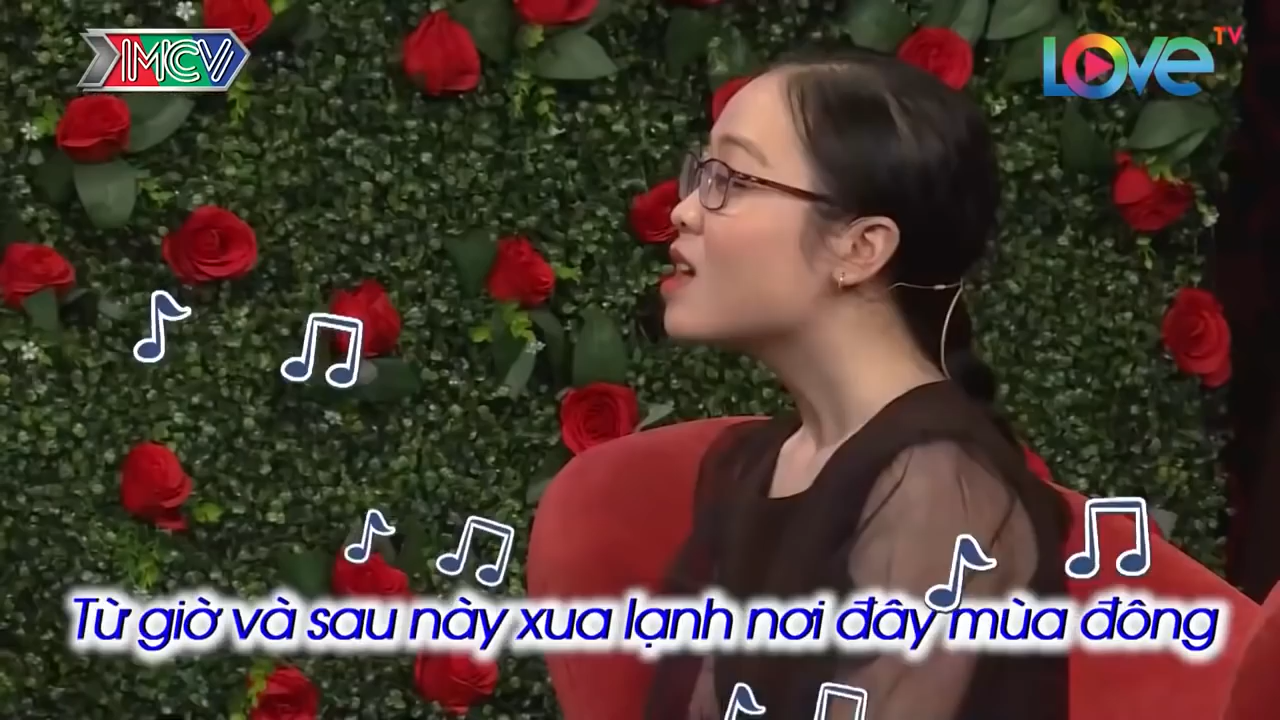 MCV
LOVE TV
Từ giờ và sau này xua lạnh nơi đây mùa đông